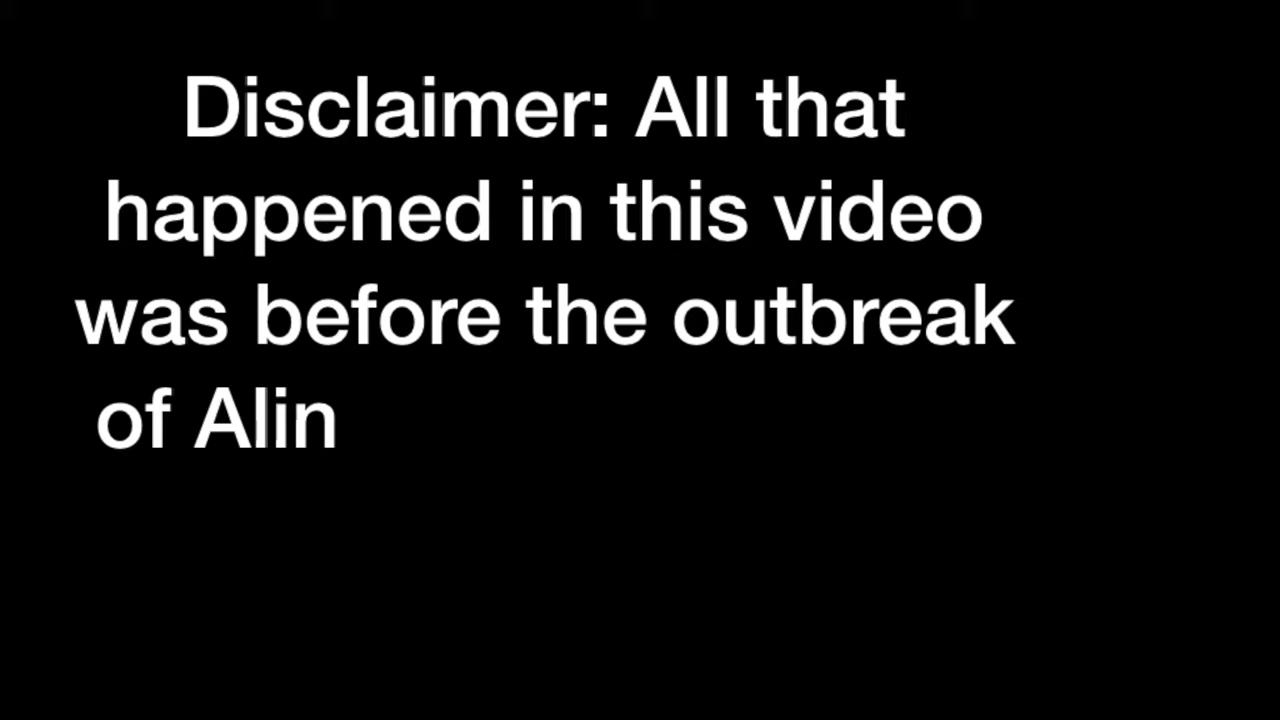 Disclaimer: All that
happened in this video
was before the outbreak
of Alin